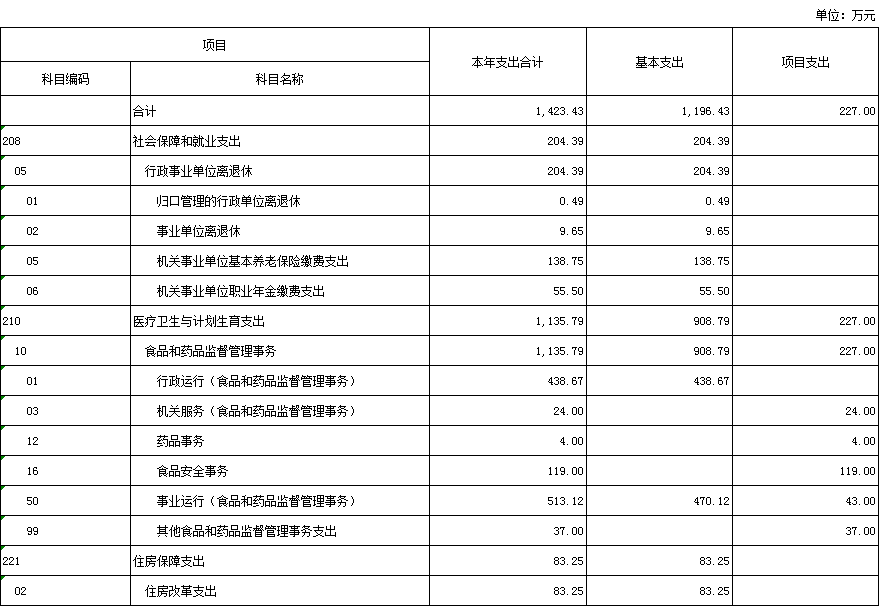 单位：万元
项目 本年支出合计 基本支出 项目支出
科目编码 科目名称
合计 1,423.43 1,196.43 227.00
208 社会保障和就业支出 204.39 204.39
05 行政事业单位离退休 204.39 204.39
01 归口管理的行政单位离退休 0.49 0.49
02 事业单位离退休 9.65 9.65
05 机关事业单位基本养老保险缴费支出 138.75 138.75
06 机关事业单位职业年金缴费支出 55.50 55.50
210 医疗卫生与计划生育支出 1,135.79 908.79 227.00
10 食品和药品监督管理事务 1,135.79 908.79 227.00
01 行政运行（食品和药品监督管理事务） 438.67 438.67
03 机关服务（食品和药品监督管理事务） 24.00 24.00
12 药品事务 4.00 4.00
16 食品安全事务 119.00 119.00
50 事业运行（食品和药品监督管理事务） 513.12 470.12 43.00
99 其他食品和药品监督管理事务支出 37.00 37.00
221 住房保障支出 83.25 83.25
02 住房改革支出 83.25 83.25